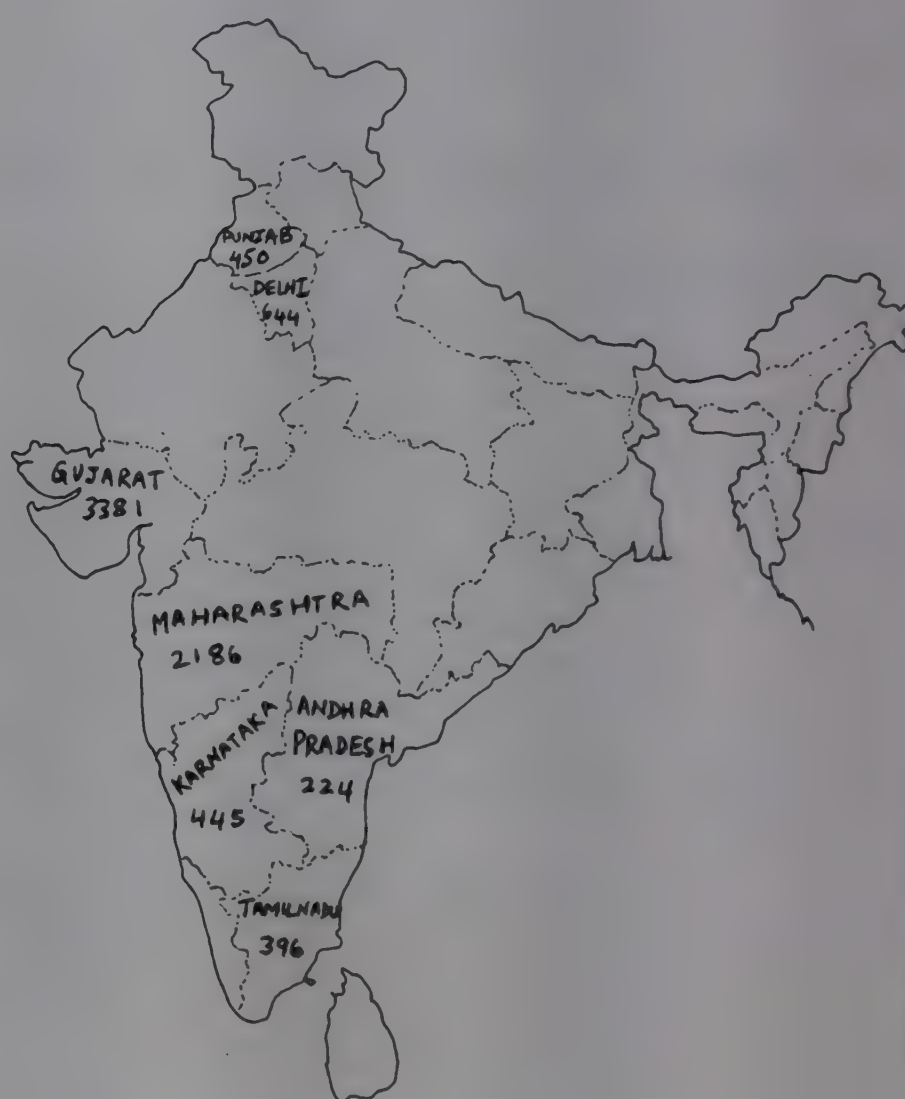 PUNJAB
450
DELHI
644
GUJARAT
3381
MAHARASHTRA
2186
ANDHRA
PRADESH
224
KARNATAKA
445
TAMILNADU
396